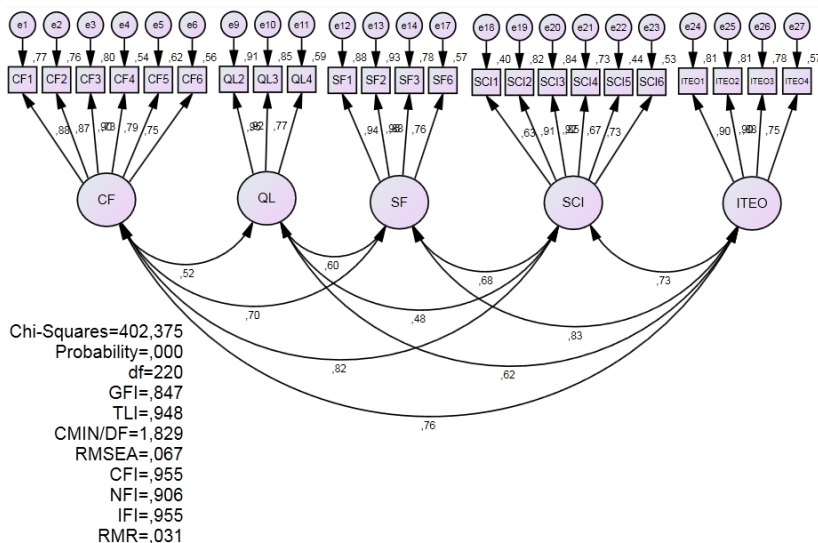 e1 e2 e3 e4 e5 e6 e9 e10 e11 e12 e13 e14 e17 e18 e19 e20 e21 e22 e23 e24 e25 e26 e27
,77 ,76 ,80 ,54 ,62 ,56 ,91 ,85 ,59 ,88 ,93 ,78 ,57 ,40 ,82 ,84 ,73 ,44 ,53 ,81 ,81 ,78 ,57
CF1 CF2 CF3 CF4 CF5 CF6 QL2 QL3 QL4 SF1 SF2 SF3 SF6 SCI1 SCI2 SCI3 SCI4 SCI5 SCI6 ITEO1 ITEO2 ITEO3 ITEO4
,88 ,87 ,79 ,75 ,92 ,77 ,94 ,76 ,63 ,91 ,67 ,73 ,90 ,90 ,75
CF QL SF SCI ITEO
,52 ,60 ,68 ,73
,70 ,48 ,83
,82 ,62
,76
Chi-Squares=402,375
Probability=,000
df=220
GFI=,847
TLI=,948
CMIN/DF=1,829
RMSEA=,067
CFI=,955
NFI=,906
IFI=,955
RMR=,031